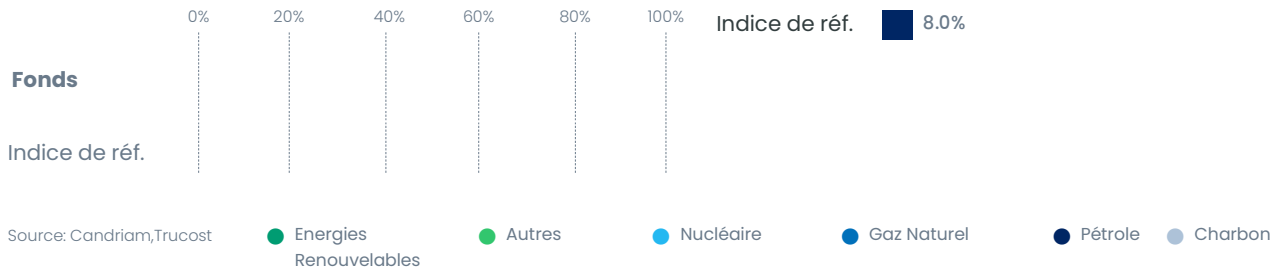 0% 20% 40% 60% 80% 100%
Indice de réf. 8.0%
Fonds
Indice de réf.
Source: Candriam,Trucost
Energies
Renouvelables
Autres
Nucléaire
Gaz Naturel
Pétrole
Charbon